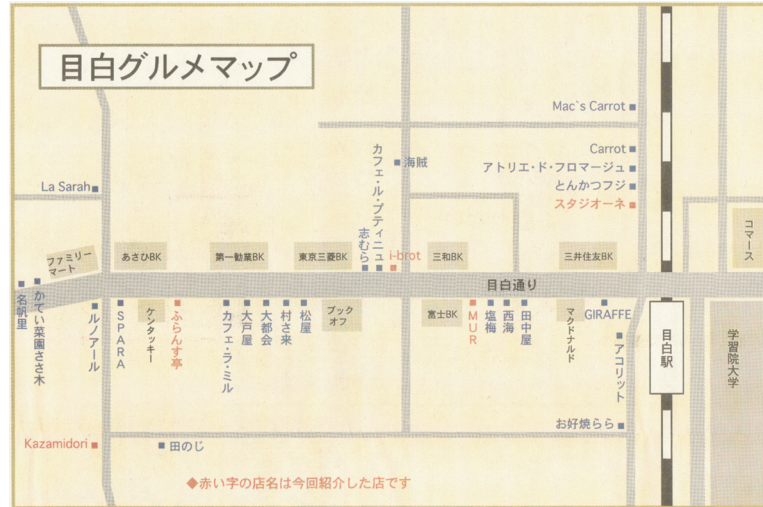 目白グルメマップ
Mac`s Carrot
Carrot
アトリエ・ド・フロマージュ
とんかつフジ
スタジオーネ
海賊
カフェ・ル・プティニュ
志むら
i-brot
La Sarah
ファミリー
マート
あさひBK
第一勧業BK
東京三菱BK
三和BK
三井住友BK
コマース
目白通り
名帆里
かてい菜園ささ木
ルノアール
SPARA
ケンタッキー
ふらんす亭
カフェ・ラ・ミル
大戸屋
大都会
村さ来
松屋
ブック
オフ
富士BK
MUR
塩梅
西海
田中屋
マクドナルド
GIRAFFE
アコリット
目白駅
学習院大学
お好焼らら
Kazamidori
田のじ
◆赤い字の店名は今回紹介した店です